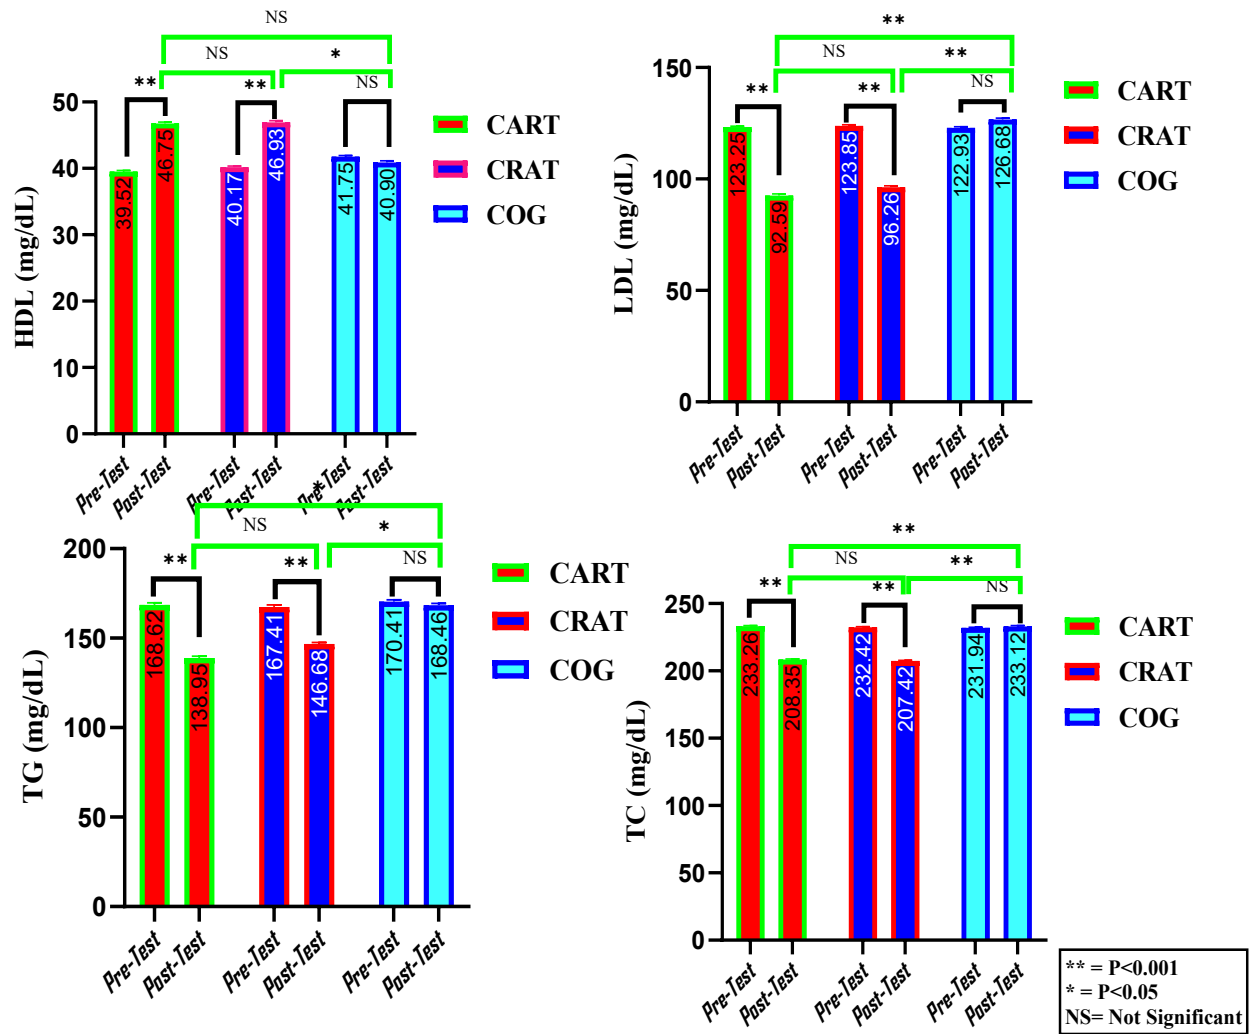 NS
NS
*
**
**
NS
50
40
30
20
10
0
HDL (mg/dL)
39.52
46.75
40.17
46.93
41.75
40.90
Pre-Test
Post-Test
Pre-Test
Post-Test
Pre-Test
Post-Test
CART
CRAT
COG
**
NS
**
**
**
NS
150
100
50
0
LDL (mg/dL)
123.25
92.59
123.85
96.26
122.93
126.68
Pre-Test
Post-Test
Pre-Test
Post-Test
Pre-Test
Post-Test
CART
CRAT
COG
*
NS
*
**
**
NS
200
150
100
50
0
TG (mg/dL)
168.62
138.95
167.41
146.68
170.41
168.46
Pre-Test
Post-Test
Pre-Test
Post-Test
Pre-Test
Post-Test
CART
CRAT
COG
**
NS
**
**
**
NS
250
200
150
100
50
0
TC (mg/dL)
233.26
208.35
232.42
207.42
231.94
233.12
Pre-Test
Post-Test
Pre-Test
Post-Test
Pre-Test
Post-Test
CART
CRAT
COG
** = P<0.001
* = P<0.05
NS= Not Significant